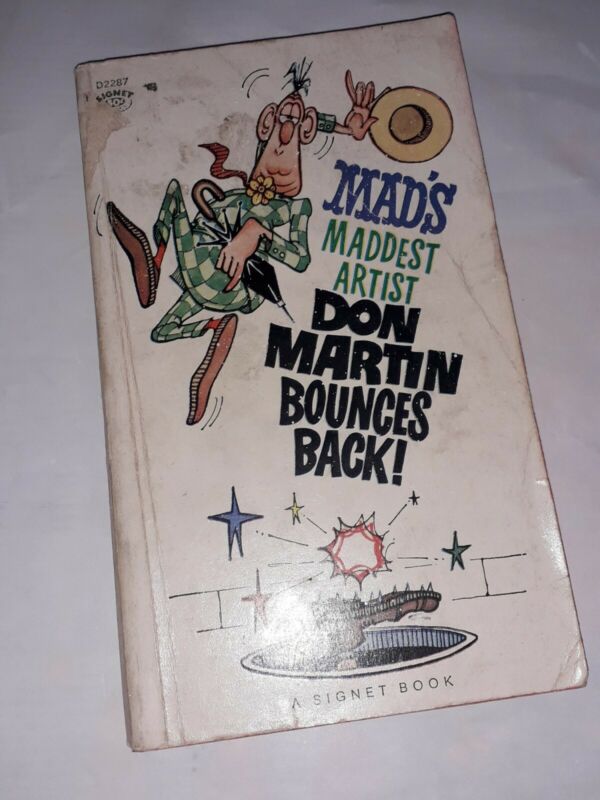 D2287
SIGNET
MAD'S
MADDEST
ARTIST
DON
MARTIN
BOUNCES
BACK!
A SIGNET BOOK